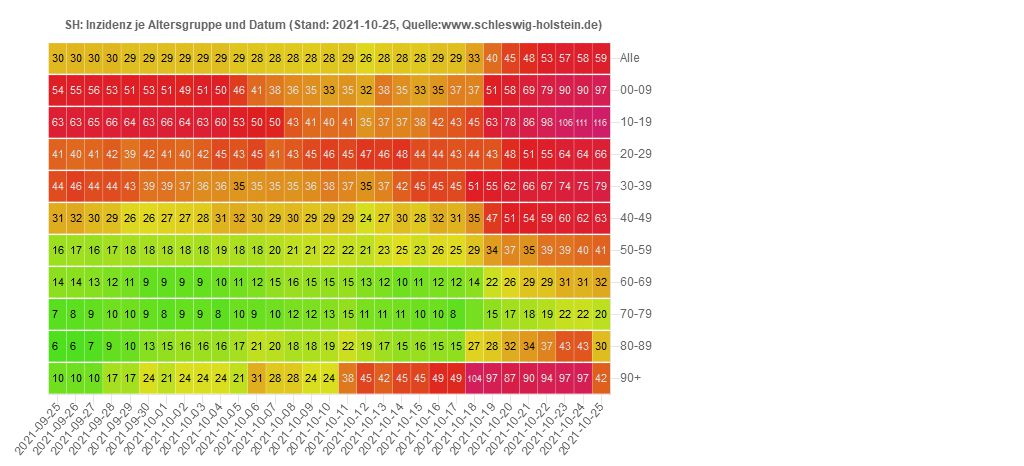 SH: Inzidenz je Altersgruppe und Datum (Stand: 2021-10-25, Quelle:www.schleswig-holstein.de)
30 30 30 30 29 29 29 29 29 29 29 28 28 28 28 29 29 26 28 28 28 29 29 33 40 45 48 53 57 58 59 Alle
54 55 56 53 51 53 51 49 51 50 46 41 38 36 35 33 35 32 38 35 33 35 37 37 51 58 69 79 90 90 97 00-09
63 63 65 66 64 63 66 64 63 60 53 50 50 43 41 40 41 35 37 37 38 42 43 45 63 78 86 98 106 111 116 10-19
41 40 41 42 39 42 41 40 42 45 43 45 41 43 45 46 45 47 46 48 44 44 43 44 43 48 51 55 64 64 66 20-29
44 46 44 44 43 39 39 37 36 36 35 35 35 35 36 38 37 35 37 42 45 45 45 51 55 62 66 67 74 75 79 30-39
31 32 30 29 26 26 27 27 28 31 32 30 29 30 29 29 29 24 27 30 28 32 31 35 47 51 54 59 60 62 63 40-49
16 17 16 17 18 18 18 18 18 19 18 18 20 21 21 22 22 21 23 25 23 26 25 29 34 37 35 39 39 40 41 50-59
14 14 13 12 11 9 9 9 9 10 11 12 15 16 15 15 15 13 12 10 11 12 12 14 22 26 29 29 31 31 32 60-69
7 8 9 10 10 9 8 9 9 8 10 9 10 12 12 13 15 11 11 11 10 10 8 15 17 18 19 22 22 20 70-79
6 6 7 9 10 13 15 16 16 16 17 21 20 18 18 19 22 19 17 15 16 15 15 27 28 32 34 37 43 43 30 80-89
10 10 10 17 17 24 21 24 24 24 21 31 28 28 24 24 38 45 42 45 45 49 49 104 97 87 90 94 97 97 42 90+
2021-09-25 2021-09-26 2021-09-27 2021-09-28 2021-09-29 2021-09-30 2021-10-01 2021-10-02 2021-10-03 2021-10-04 2021-10-05 2021-10-06 2021-10-07 2021-10-08 2021-10-09 2021-10-10 2021-10-11 2021-10-12 2021-10-13 2021-10-14 2021-10-15 2021-10-16 2021-10-17 2021-10-18 2021-10-19 2021-10-20 2021-10-21 2021-10-22 2021-10-23 2021-10-24 2021-10-25